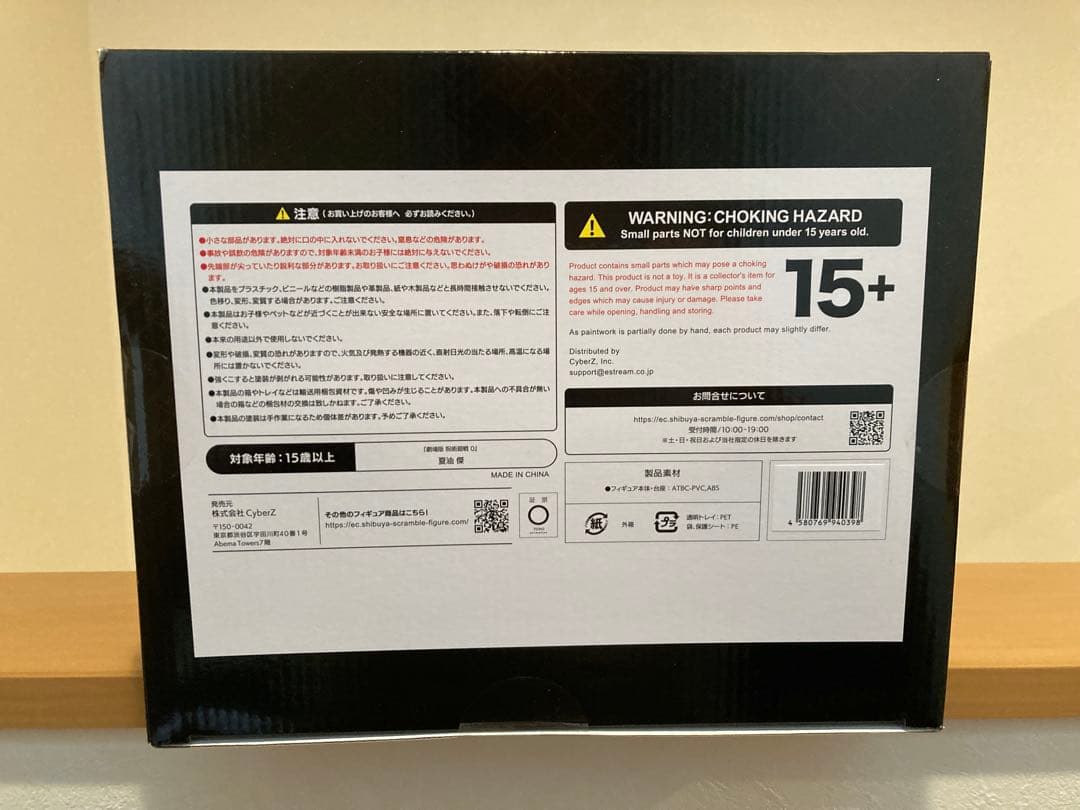 注意(お買い上げのお客様へ 必ずお読みください。)
●小さな部品があります。絶対に口の中に入れないでください。窒息などの危険があります。
●事故や誤飲の危険がありますので、対象年齢未満のお子様には絶対に与えないでください。
●先端部が尖っていたり鋭利な部分があります。お取り扱いにご注意ください。思わぬけがや破損の恐れがあり
ます。
●本製品をプラスチック、ビニールなどの樹脂製品や革製品、紙や木製品などと長時間接触させないでください。
色移り、変形、変質する場合があります。ご注意ください。
●本製品はお子様やペットなどが近づくことが出来ない安全な場所に置いてください。また、落下や転倒にご注
意ください。
●本来の用途以外で使用しないでください。
●変形や破損、変質の恐れがありますので、火気及び発熱する機器の近く、直射日光の当たる場所、高温になる場
所には置かないでください。
●強くこすると塗装が剥がれる可能性があります。取り扱いに注意してください。
●本製品の箱やトレイなどは輸送用梱包資材です。傷や凹みが生じることがあります。本製品への不具合が無い
場合の箱などの梱包材の交換は致しかねます。ご了承ください。
●本製品の塗装は手作業になるため個体差があります。予めご了承ください。
対象年齢:15歳以上
『劇場版 呪術廻戦 0』
夏油 傑
MADE IN CHINA
発売元
株式会社 CyberZ
〒150-0042
東京都渋谷区宇田川町40番1号
Abema Towers7階
その他のフィギュア商品はこちら!
https://ec.shibuya-scramble-figure.com/
証 票
WARNING: CHOKING HAZARD
Small parts NOT for children under 15 years old.
Product contains small parts which may pose a choking
hazard. This product is not a toy. It is a collector's item for
ages 15 and over. Product may have sharp points and
edges which may cause injury or damage. Please take
care while opening, handling and storing.
15+
As paintwork is partially done by hand, each product may slightly differ.
Distributed by
CyberZ, Inc.
support@estream.co.jp
お問合せについて
https://ec.shibuya-scramble-figure.com/shop/contact
受付時間/10:00-19:00
※土・日・祝日および当社指定の休日を除きます
製品素材
●フィギュア本体・台座:ATBC-PVC,ABS
紙
外箱
プラ
透明トレイ:PET
袋、保護シート:PE
4 580769 940398